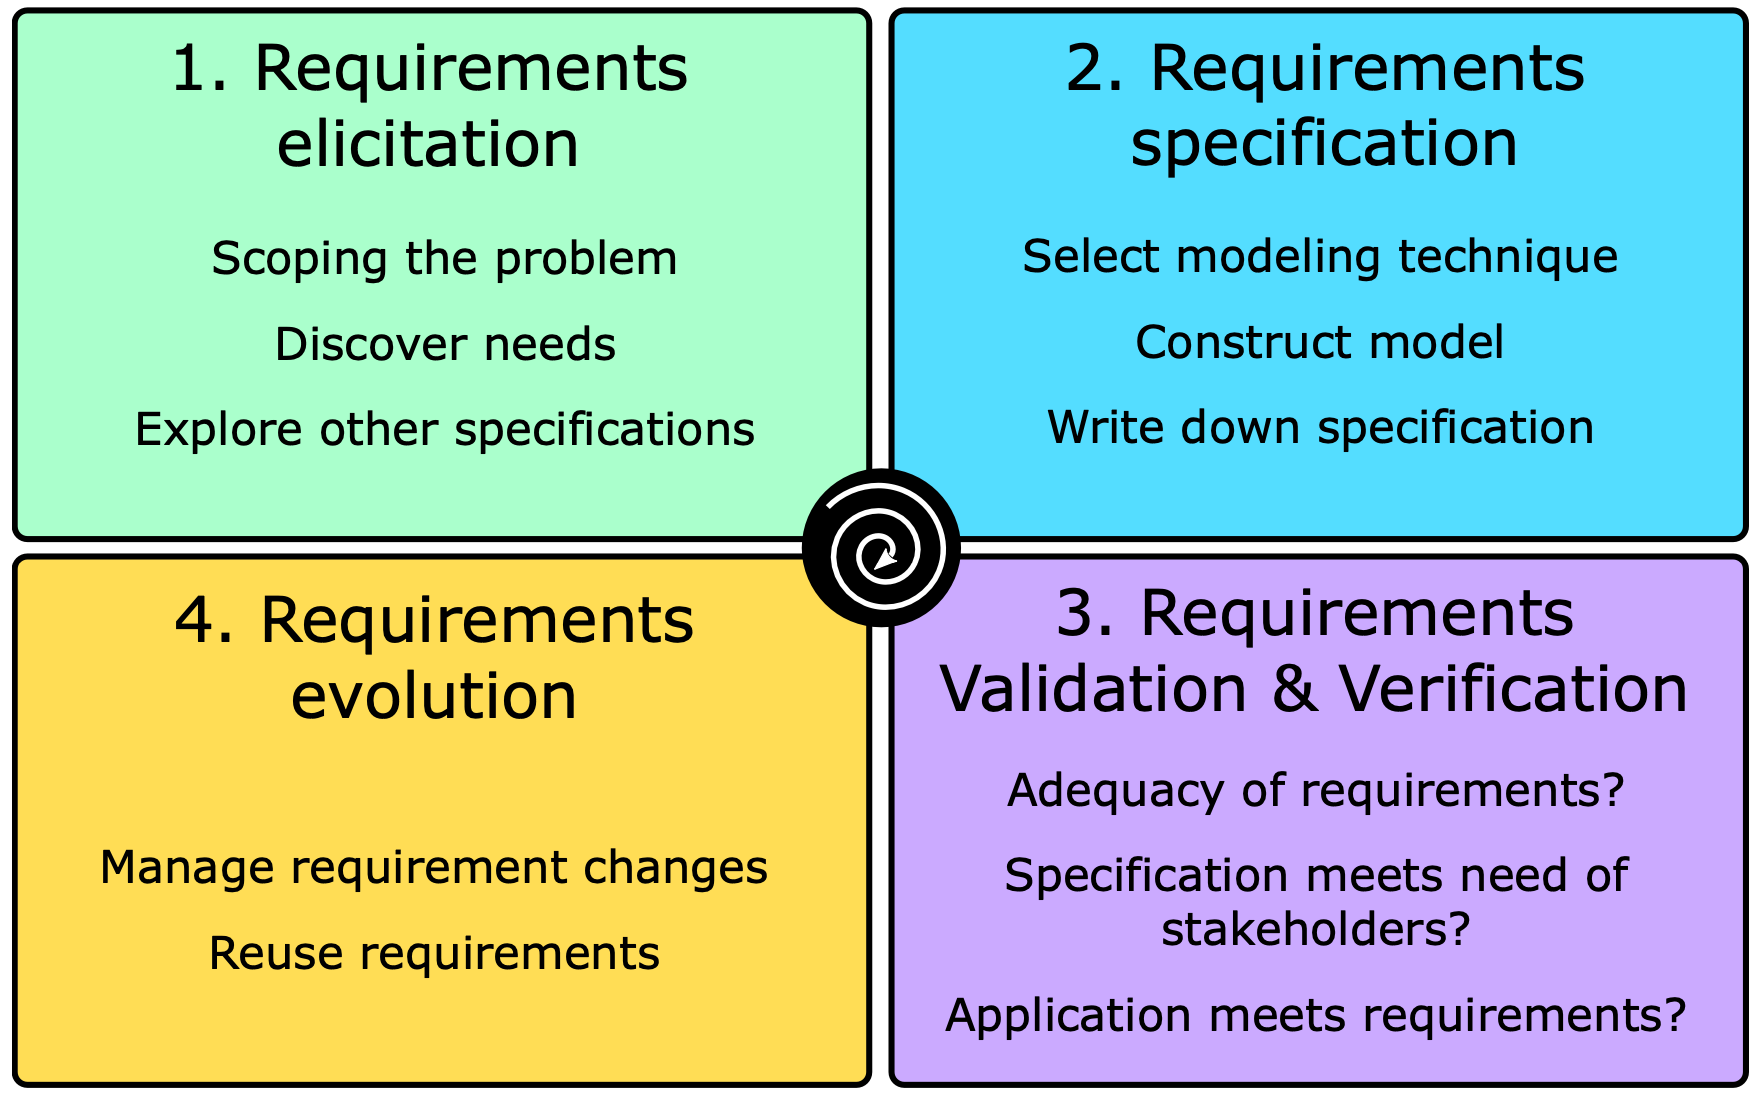 1. Requirements
elicitation
Scoping the problem
Discover needs
Explore other specifications
2. Requirements
specification
Select modeling technique
Construct model
Write down specification
3. Requirements
Validation & Verification
Adequacy of requirements?
Specification meets need of
stakeholders?
Application meets requirements?
4. Requirements
evolution
Manage requirement changes
Reuse requirements